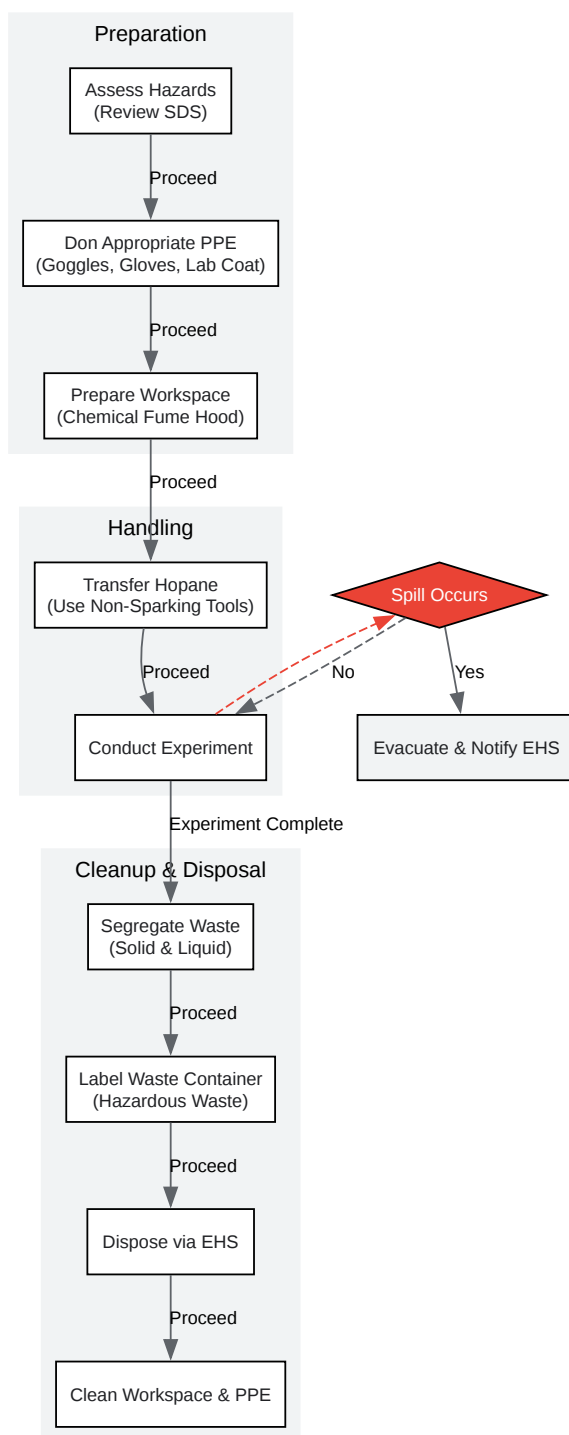 Preparation
Assess Hazards
(Review SDS)
Proceed
Don Appropriate PPE
(Goggles, Gloves, Lab Coat)
Proceed
Prepare Workspace
(Chemical Fume Hood)
Proceed
Handling
Transfer Hopane
(Use Non-Sparking Tools)
Spill Occurs
Proceed
No
Yes
Conduct Experiment
Evacuate & Notify EHS
Experiment Complete
Cleanup & Disposal
Segregate Waste
(Solid & Liquid)
Proceed
Label Waste Container
(Hazardous Waste)
Proceed
Dispose via EHS
Proceed
Clean Workspace & PPE